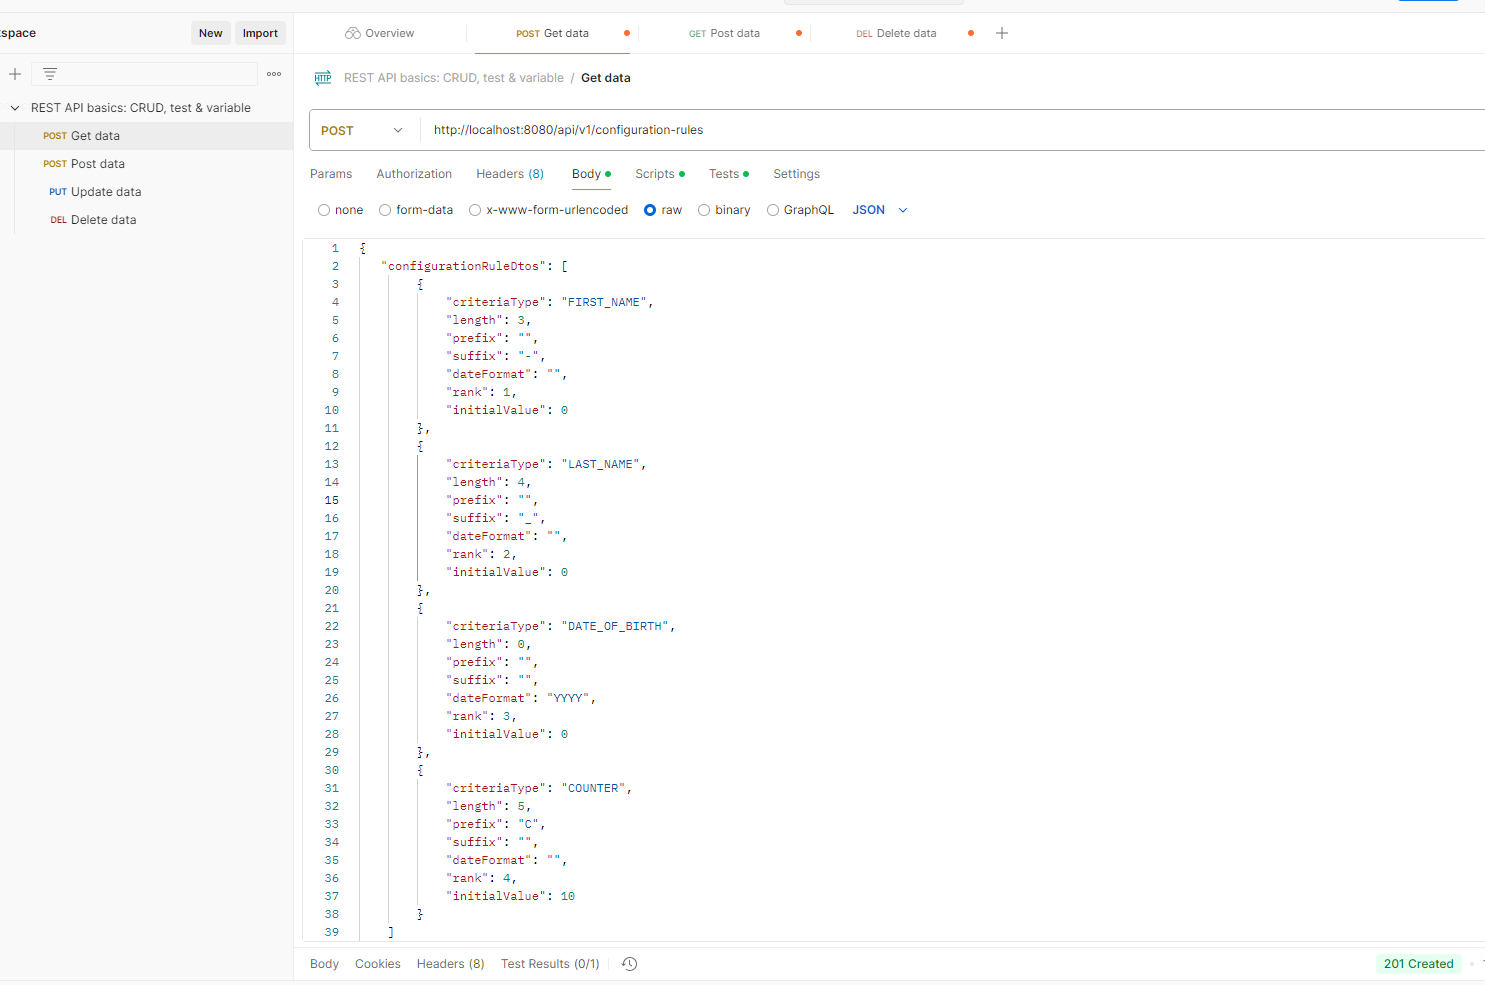 space
New
Import
Overview
POST Get data
GET Post data
DEL Delete data
REST API basics: CRUD, test & variable
POST Get data
POST Post data
PUT Update data
DEL Delete data
HTTP REST API basics: CRUD, test & variable / Get data
POST http://localhost:8080/api/v1/configuration-rules
Params Authorization Headers (8) Body Scripts Tests Settings
none form-data x-www-form-urlencoded raw binary GraphQL JSON
1 {
2 "configurationRuleDtos": [
3 {
4 "criteriaType": "FIRST_NAME",
5 "length": 3,
6 "prefix": "",
7 "suffix": "-",
8 "dateFormat": "",
9 "rank": 1,
10 "initialValue": 0
11 },
12 {
13 "criteriaType": "LAST_NAME",
14 "length": 4,
15 "prefix": "",
16 "suffix": "_",
17 "dateFormat": "",
18 "rank": 2,
19 "initialValue": 0
20 },
21 {
22 "criteriaType": "DATE_OF_BIRTH",
23 "length": 0,
24 "prefix": "",
25 "suffix": "",
26 "dateFormat": "YYYY",
27 "rank": 3,
28 "initialValue": 0
29 },
30 {
31 "criteriaType": "COUNTER",
32 "length": 5,
33 "prefix": "C",
34 "suffix": "",
35 "dateFormat": "",
36 "rank": 4,
37 "initialValue": 10
38 }
39 ]
Body Cookies Headers (8) Test Results (0/1)
201 Created